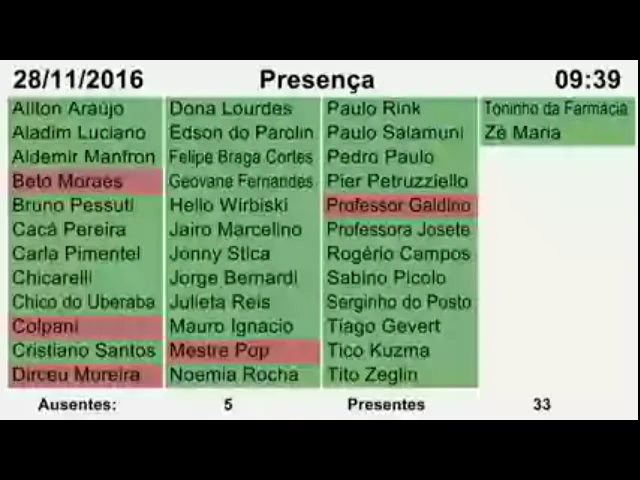 28/11/2016 Presença 09:39
Ailton Araújo
Aladim Luciano
Aldemir Manfron
Beto Moraes
Bruno Pessuti
Cacá Pereira
Carla Pimentel
Chicarelli
Chico do Uberaba
Colpani
Cristiano Santos
Dirceu Moreira
Dona Lourdes
Edson do Parolin
Felipe Braga Cortes
Geovane Fernandes
Helio Wirbiski
Jairo Marcelino
Jonny Stica
Jorge Bernardi
Julieta Reis
Mauro Ignacio
Mestre Pop
Noemia Rocha
Paulo Rink
Paulo Salamuni
Pedro Paulo
Pier Petruzziello
Professor Galdino
Professora Josete
Rogério Campos
Sabino Picolo
Serginho do Posto
Tiago Gevert
Tico Kuzma
Tito Zeglin
Toninho da Farmácia
Zé Maria
Ausentes: 5 Presentes 33